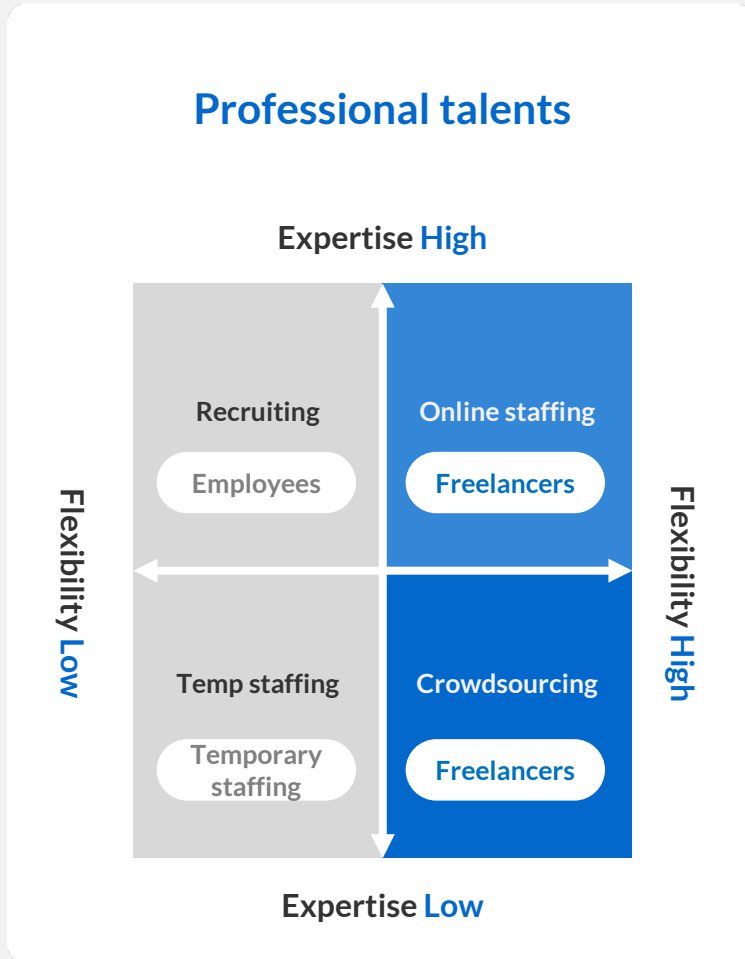 Professional talents
Expertise High
Recruiting
Employees
Online staffing
Freelancers
Flexibility Low
Flexibility High
Temp staffing
Temporary
staffing
Crowdsourcing
Freelancers
Expertise Low